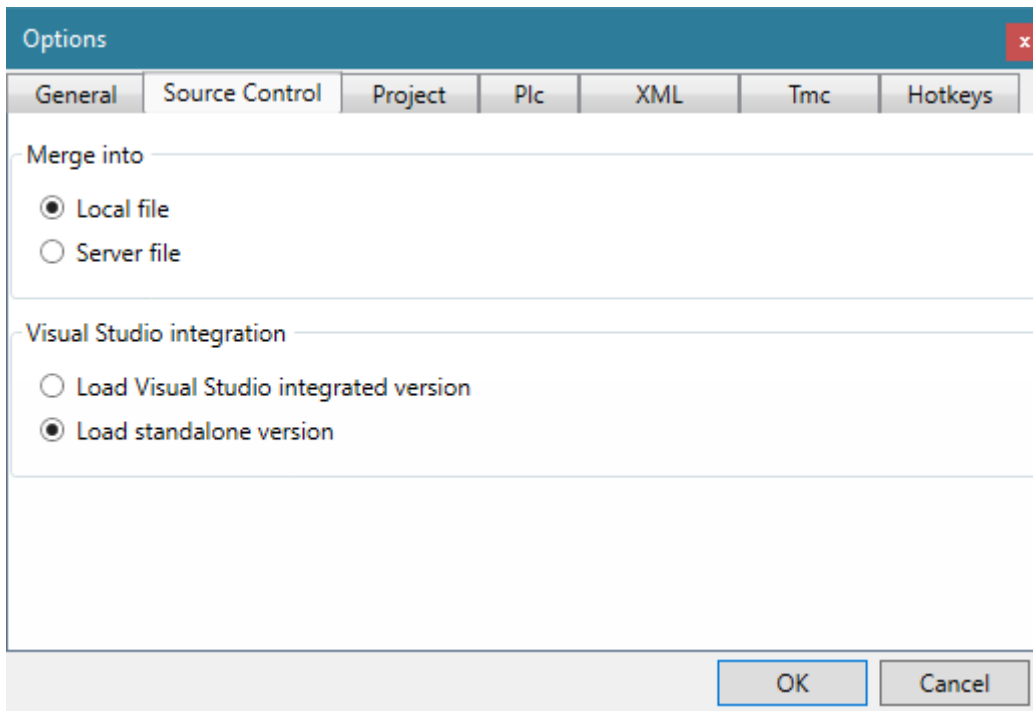 Options
x
General Source Control Project Plc XML Tmc Hotkeys
Merge into
Local file
Server file
Visual Studio integration
Load Visual Studio integrated version
Load standalone version
OK Cancel